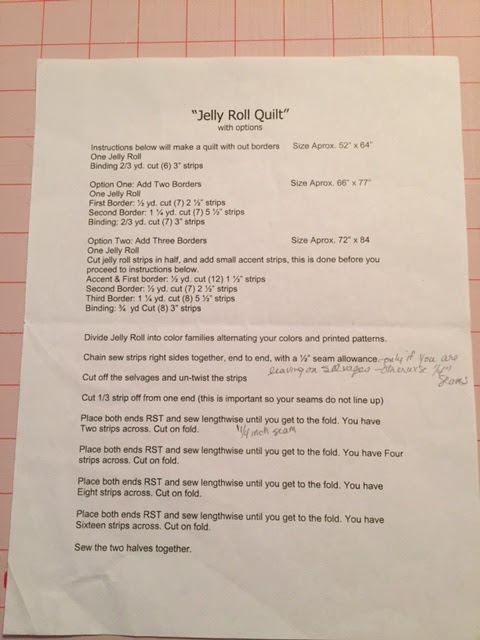 "Jelly Roll Quilt"
with options
Instructions below will make a quilt with out borders Size Aprox. 52" x 64"
One Jelly Roll
Binding 2/3 yd. cut (6) 3" strips
Option One: Add Two Borders Size Aprox. 66" x 77"
One Jelly Roll
First Border: ½ yd. cut (7) 2 ½" strips
Second Border: 1 ¼ yd. cut (7) 5 ½" strips
Binding: 2/3 yd. cut (7) 3" strips
Option Two: Add Three Borders Size Aprox. 72" x 84
One Jelly Roll
Cut jelly roll strips in half, and add small accent strips, this is done before you
proceed to instructions below.
Accent & First border: ½ yd. cut (12) 1 ½" strips
Second Border: ½ yd. cut (7) 2 ½" strips
Third Border: 1 ¼ yd. cut (8) 5 ½" strips
Binding: ¾ yd Cut (8) 3" strips
Divide Jelly Roll into color families alternating your colors and printed patterns.
Chain sew strips right sides together, end to end, with a ½" seam allowance. only if you are
leaving on selvages - otherwise ¼"
seams
Cut off the selvages and un-twist the strips
Cut 1/3 strip off from one end (this is important so your seams do not line up)
Place both ends RST and sew lengthwise until you get to the fold. You have
Two strips across. Cut on fold. ¼ inch seam
Place both ends RST and sew lengthwise until you get to the fold. You have Four
strips across. Cut on fold.
Place both ends RST and sew lengthwise until you get to the fold. You have
Eight strips across. Cut on fold.
Place both ends RST and sew lengthwise until you get to the fold. You have
Sixteen strips across. Cut on fold.
Sew the two halves together.